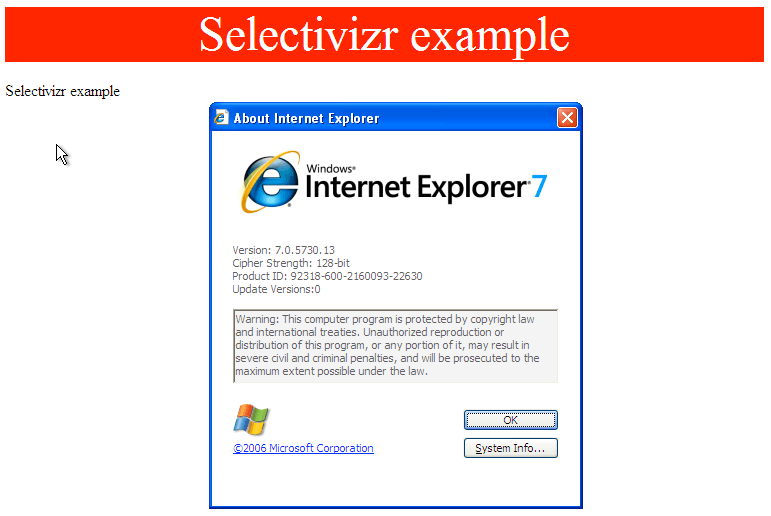 Selectivizr example
Selectivizr example
About Internet Explorer
Windows®
Internet Explorer®7
Version: 7.0.5730.13
Cipher Strength: 128-bit
Product ID: 92318-600-2160093-22630
Update Versions:0
Warning: This computer program is protected by copyright law
and international treaties. Unauthorized reproduction or
distribution of this program, or any portion of it, may result in
severe civil and criminal penalties, and will be prosecuted to the
maximum extent possible under the law.
OK
©2006 Microsoft Corporation
System Info...